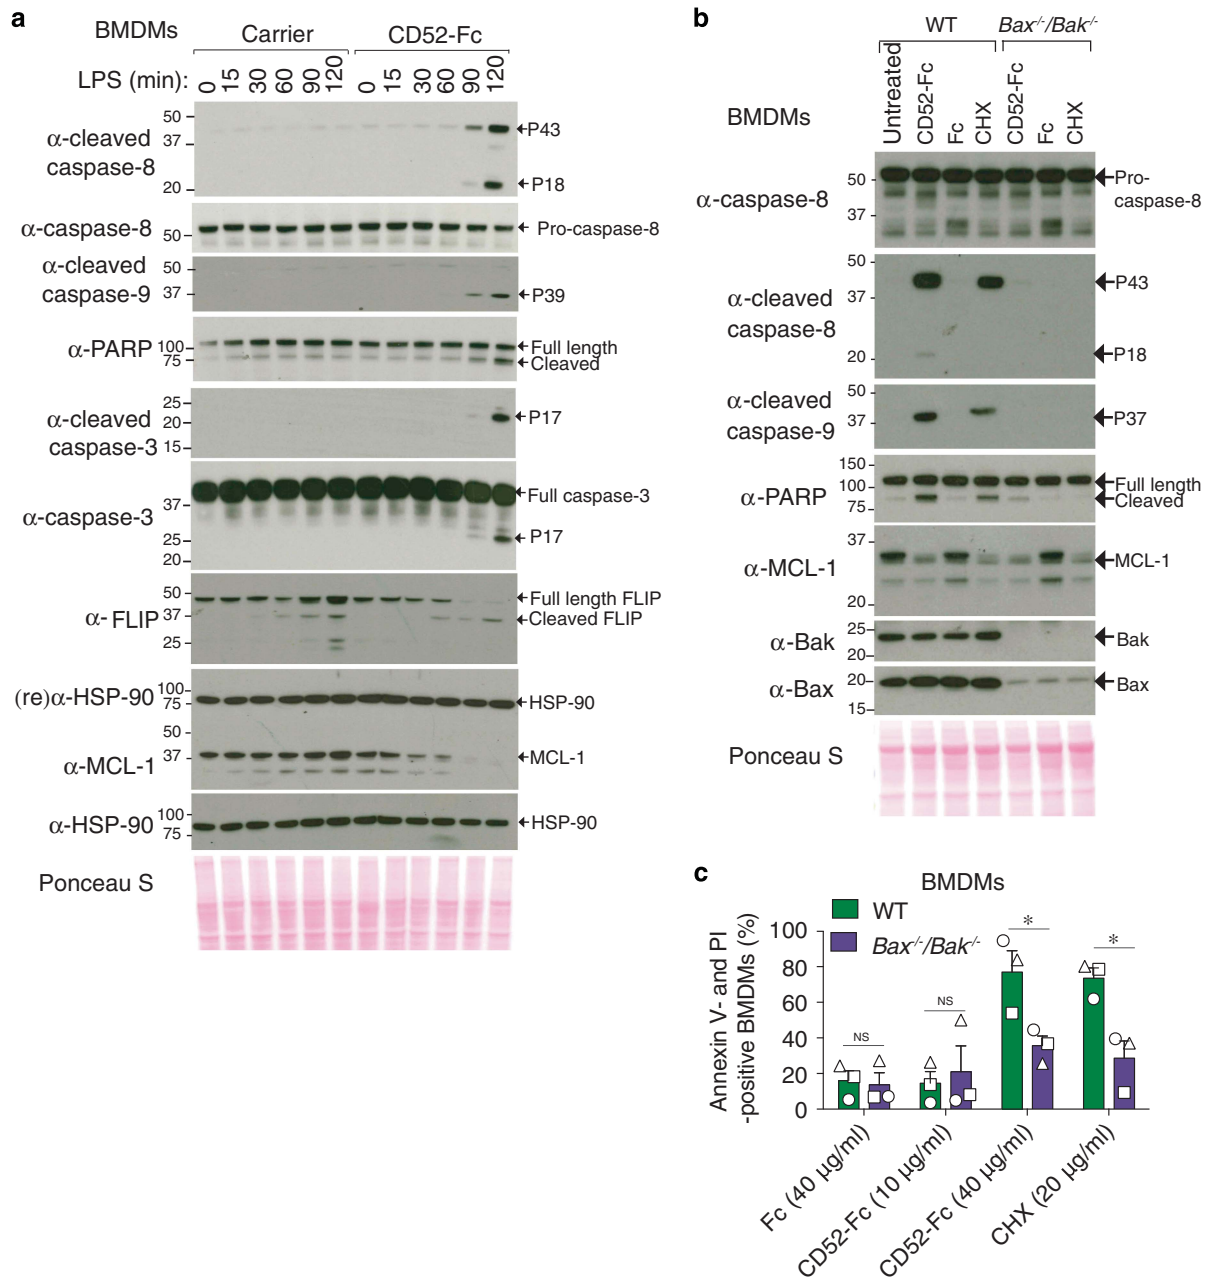 a
BMDMs
Carrier
CD52-Fc
LPS (min):
0 15 30 60 90 120 0 15 30 60 90 120
α-cleaved
caspase-8
50
37
20
P43
P18
α-caspase-8
50
Pro-caspase-8
α-cleaved
caspase-9
50
37
P39
α-PARP
100
75
Full length
Cleaved
α-cleaved
caspase-3
25
20
15
P17
α-caspase-3
37
25
20
Full caspase-3
P17
α-FLIP
50
37
25
Full length FLIP
Cleaved FLIP
(re)α-HSP-90
100
75
HSP-90
α-MCL-1
50
37
MCL-1
α-HSP-90
100
75
HSP-90
Ponceau S
b
WT
Bax-/-/Bak-/-
BMDMs
Untreated CD52-Fc Fc CHX CD52-Fc Fc CHX
α-caspase-8
50
37
Pro-
caspase-8
α-cleaved
caspase-8
50
37
20
P43
P18
α-cleaved
caspase-9
50
37
P37
α-PARP
150
100
75
Full length
Cleaved
α-MCL-1
37
20
MCL-1
α-Bak
25
20
Bak
α-Bax
20
15
Bax
Ponceau S
c
BMDMs
WT
Bax-/-/Bak-/-
Annexin V- and PI
-positive BMDMs (%)
100
80
60
40
20
0
NS
NS
*
*
Fc (40 µg/ml)
CD52-Fc (10 µg/ml)
CD52-Fc (40 µg/ml)
CHX (20 µg/ml)